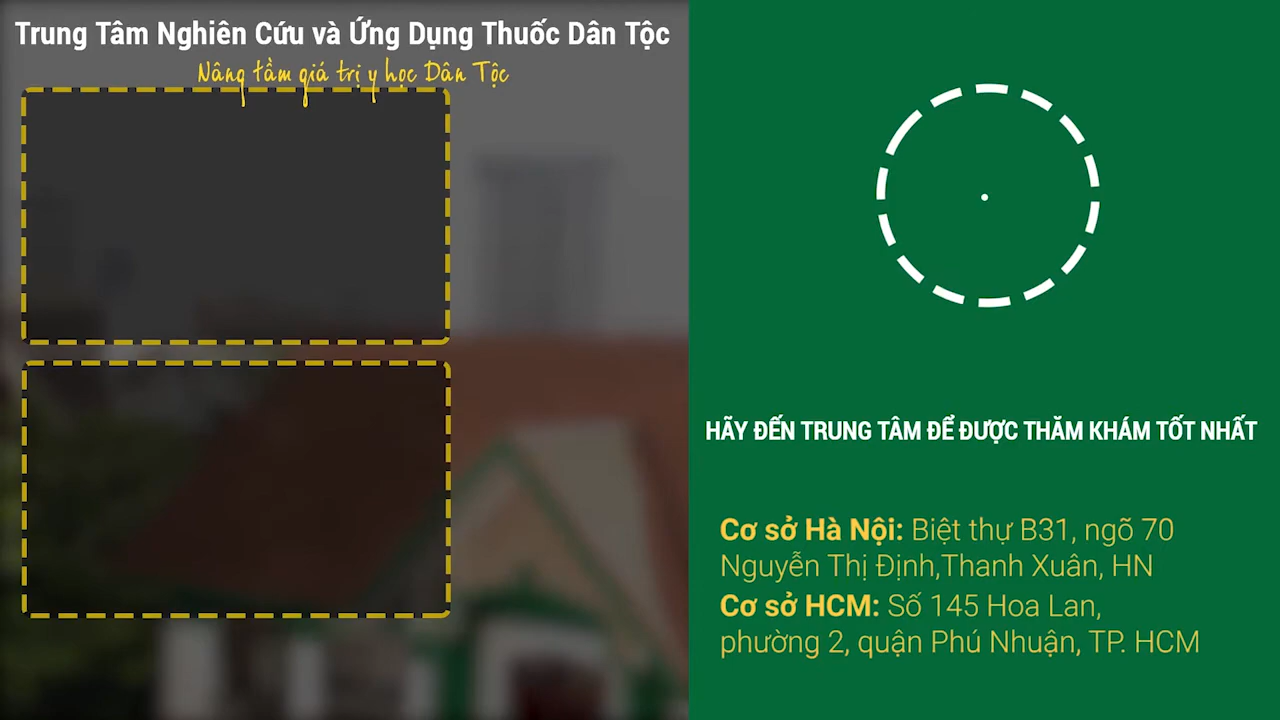 Trung Tâm Nghiên Cứu và Ứng Dụng Thuốc Dân Tộc
Nâng tầm giá trị y học Dân Tộc
HÃY ĐẾN TRUNG TÂM ĐỂ ĐƯỢC THĂM KHÁM TỐT NHẤT
Cơ sở Hà Nội: Biệt thự B31, ngõ 70
Nguyễn Thị Định,Thanh Xuân, HN
Cơ sở HCM: Số 145 Hoa Lan,
phường 2, quận Phú Nhuận, TP. HCM